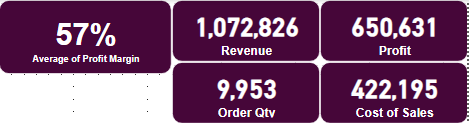 57%
Average of Profit Margin
1,072,826
Revenue
650,631
Profit
9,953
Order Qty
422,195
Cost of Sales